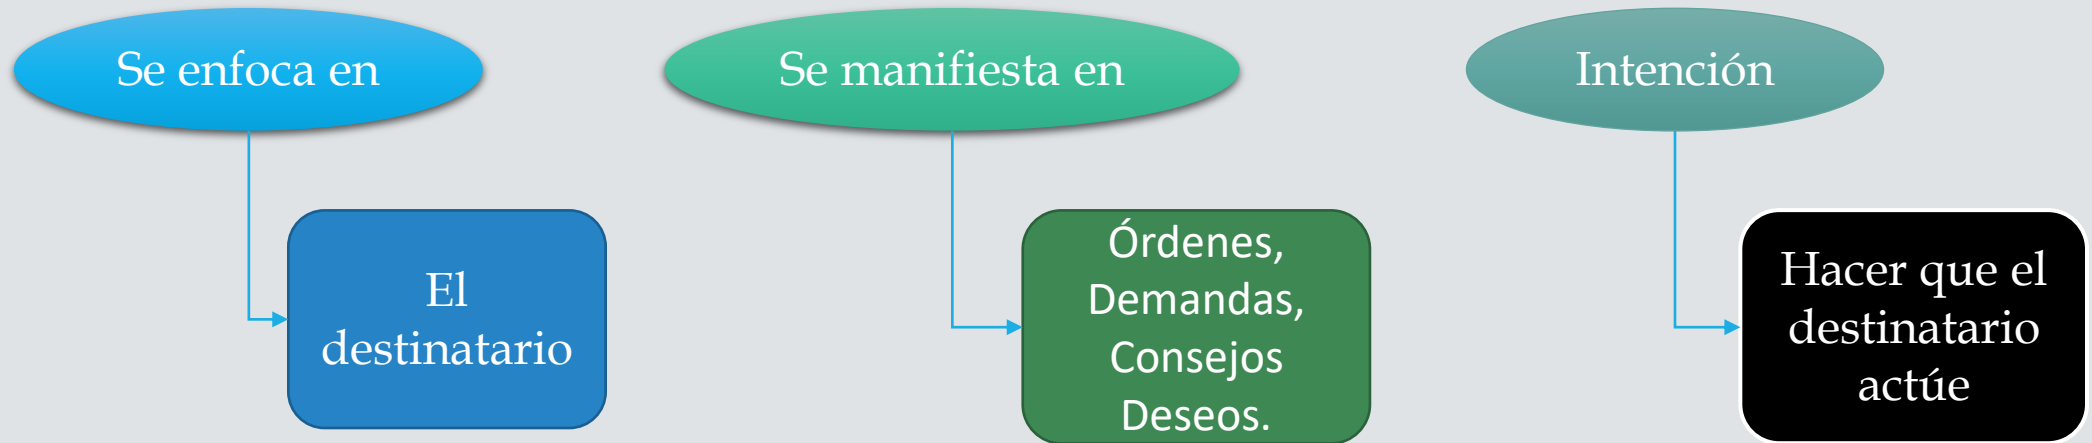 Se enfoca en
El
destinatario
Se manifiesta en
Órdenes,
Demandas,
Consejos
Deseos.
Intención
Hacer que el
destinatario
actúe